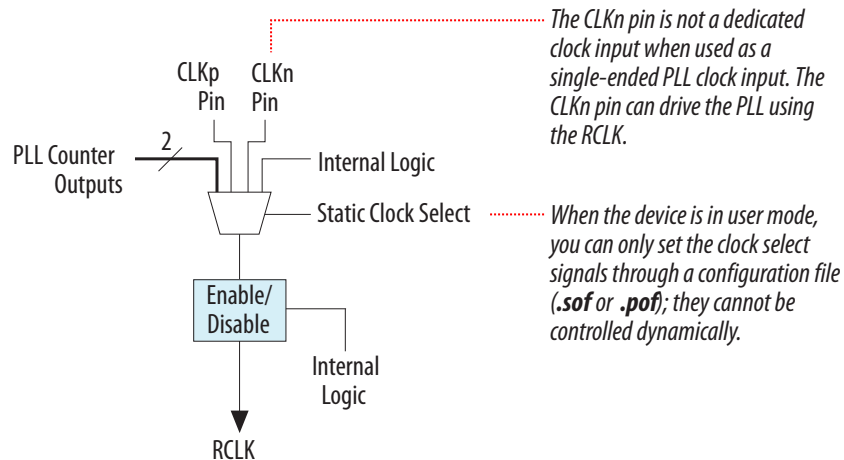 The CLKn pin is not a dedicated
clock input when used as a
single-ended PLL clock input. The
CLKn pin can drive the PLL using
the RCLK.
CLKp
Pin
CLKn
Pin
2
PLL Counter
Outputs
Internal Logic
Static Clock Select
When the device is in user mode,
you can only set the clock select
signals through a configuration file
(.sof or .pof); they cannot be
controlled dynamically.
Enable/
Disable
Internal
Logic
RCLK